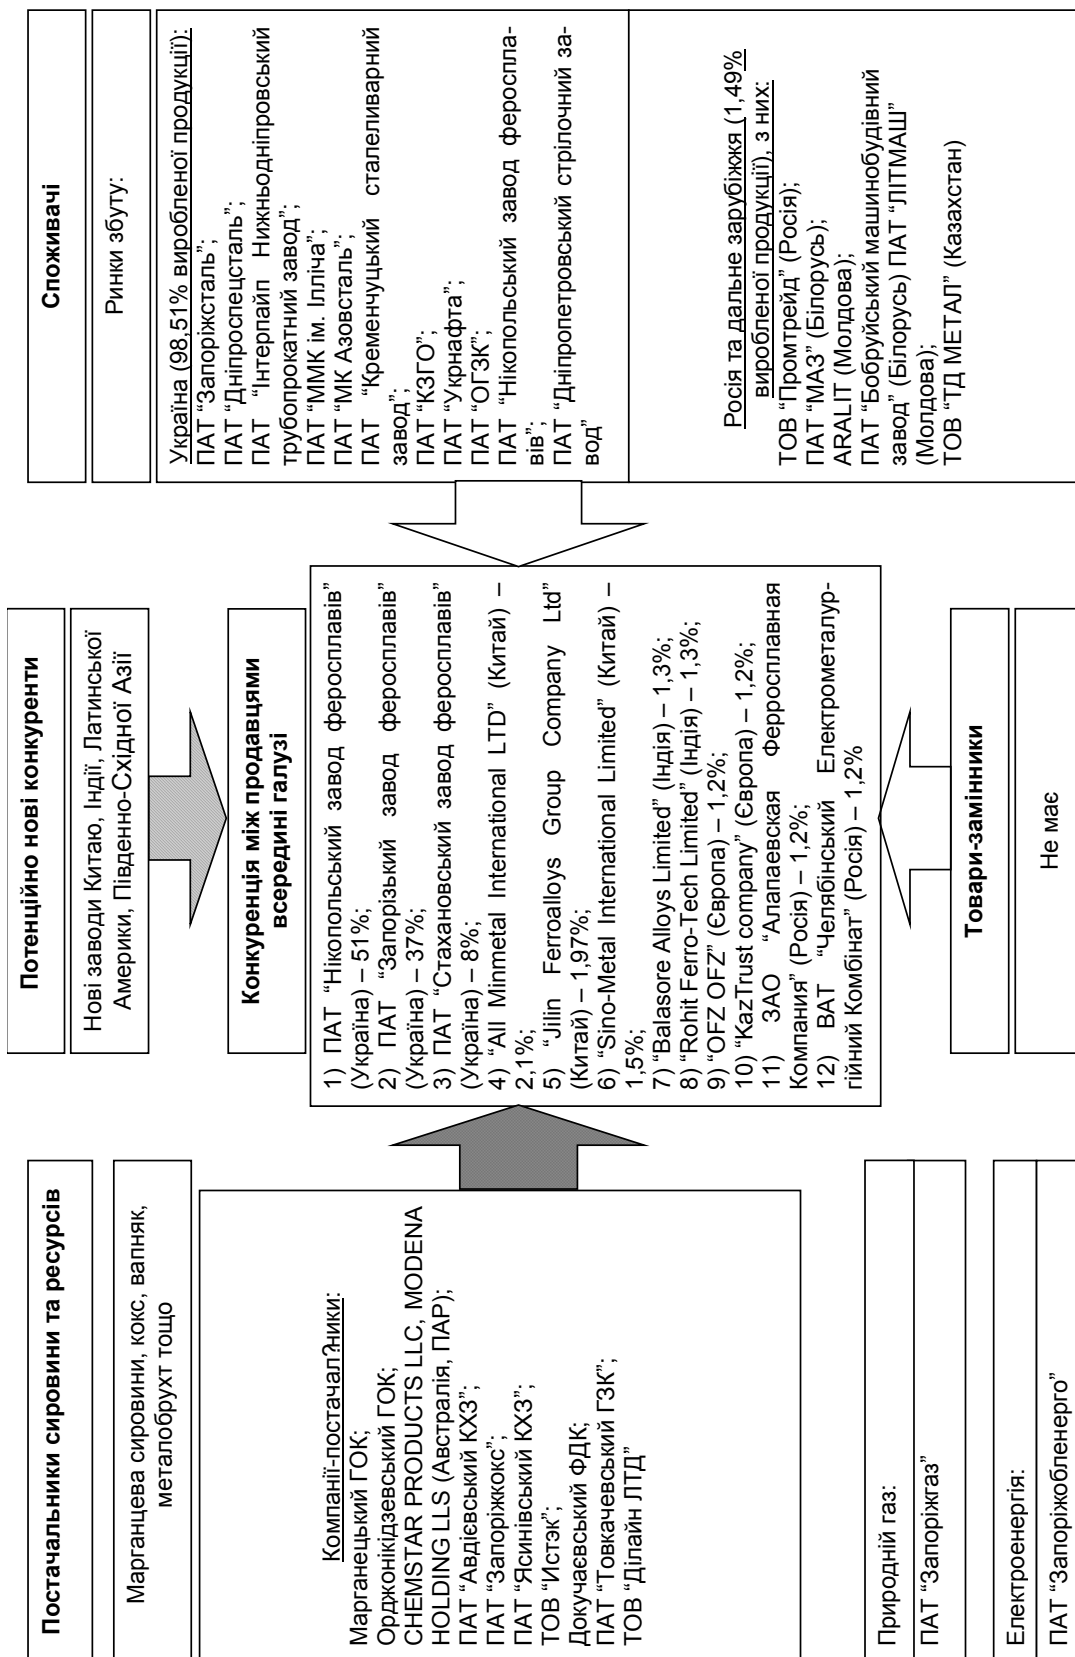 Постачальники сировини та ресурсів
Марганцева сировини, кокс, вапняк,
металобрухт тощо
Компанії-постачал?ники:
Марганецький ГОК;
Орджонікідзевський ГОК;
CHEMSTAR PRODUCTS LLC, MODENA
HOLDING LLS (Австралія, ПАР);
ПАТ “Авдієвський КХЗ”;
ПАТ “Запоріжкокс”;
ПАТ “Ясинівський КХЗ”;
ТОВ “Истэк”;
Докучаєвський ФДК;
ПАТ “Товкачевський ГЗК”;
ТОВ “Ділайн ЛТД”
Природній газ:
ПАТ “Запоріжгаз”
Електроенергія:
ПАТ “Запоріжобленерго”
Потенційно нові конкуренти
Нові заводи Китаю, Індії, Латинської
Америки, Південно-Східної Азії
Конкуренція між продавцями
всередині галузі
1) ПАТ “Нікопольський завод феросплавів”
(Україна) – 51%;
2) ПАТ “Запорізький завод феросплавів”
(Україна) – 37%;
3) ПАТ “Стахановський завод феросплавів”
(Україна) – 8%;
4) “All Minmetal International LTD” (Китай) –
2,1%;
5) “Jilin Ferroalloys Group Company Ltd”
(Китай) – 1,97%;
6) “Sino-Metal International Limited” (Китай) –
1,5%;
7) “Balasore Alloys Limited” (Індія) – 1,3%;
8) “Rohit Ferro-Tech Limited” (Індія) – 1,3%;
9) “OFZ OFZ” (Європа) – 1,2%;
10) “KazTrust company” (Європа) – 1,2%;
11) ЗАО “Алапаевская Ферросплавная
Компания” (Росія) – 1,2%;
12) ВАТ “Челябінський Електрометалур-
гійний Комбінат” (Росія) – 1,2%
Товари-замінники
Не має
Споживачі
Ринки збуту:
Україна (98,51% виробленої продукції):
ПАТ “Запоріжсталь”;
ПАТ “Дніпроспецсталь”;
ПАТ “Інтерпайп Нижньодніпровський
трубопрокатний завод”;
ПАТ “ММК ім. Ілліча”;
ПАТ “МК Азовсталь”;
ПАТ “Кременчуцький сталеливарний
завод”;
ПАТ “КЗГО”;
ПАТ “Укрнафта”;
ПАТ “ОГЗК”;
ПАТ “Нікопольський завод фероспла-
вів”;
ПАТ “Дніпропетровський стрілочний за-
вод”
Росія та дальне зарубіжжя (1,49%
виробленої продукції), з них:
ТОВ “Промтрейд” (Росія);
ПАТ “МАЗ” (Білорусь);
ARALIT (Молдова);
ПАТ “Бобруйський машинобудівний
завод” (Білорусь) ПАТ “ЛІТМАШ”
(Молдова);
ТОВ “ТД МЕТАЛ” (Казахстан)